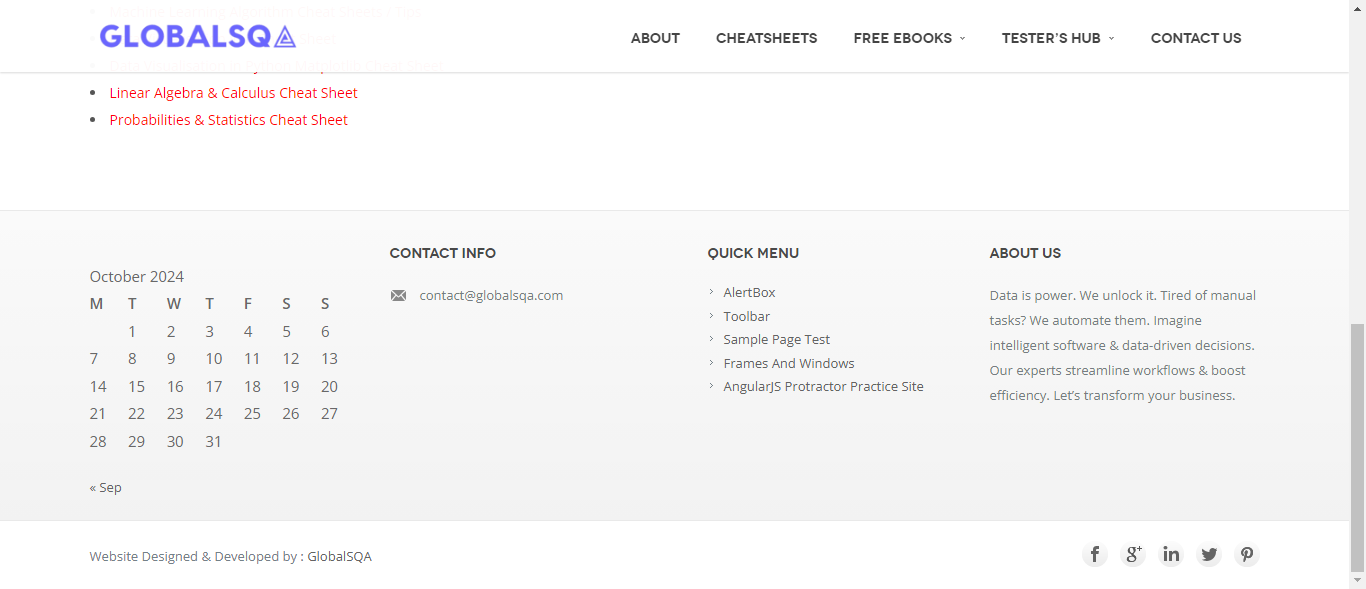 GLOBALSQA
ABOUT
CHEATSHEETS
FREE EBOOKS
TESTER'S HUB
CONTACT US
Linear Algebra & Calculus Cheat Sheet
Probabilities & Statistics Cheat Sheet
October 2024
M T W T F S S
1 2 3 4 5 6
7 8 9 10 11 12 13
14 15 16 17 18 19 20
21 22 23 24 25 26 27
28 29 30 31
« Sep
CONTACT INFO
contact@globalsqa.com
QUICK MENU
AlertBox
Toolbar
Sample Page Test
Frames And Windows
AngularJS Protractor Practice Site
ABOUT US
Data is power. We unlock it. Tired of manual
tasks? We automate them. Imagine
intelligent software & data-driven decisions.
Our experts streamline workflows & boost
efficiency. Let's transform your business.
Website Designed & Developed by : GlobalSQA